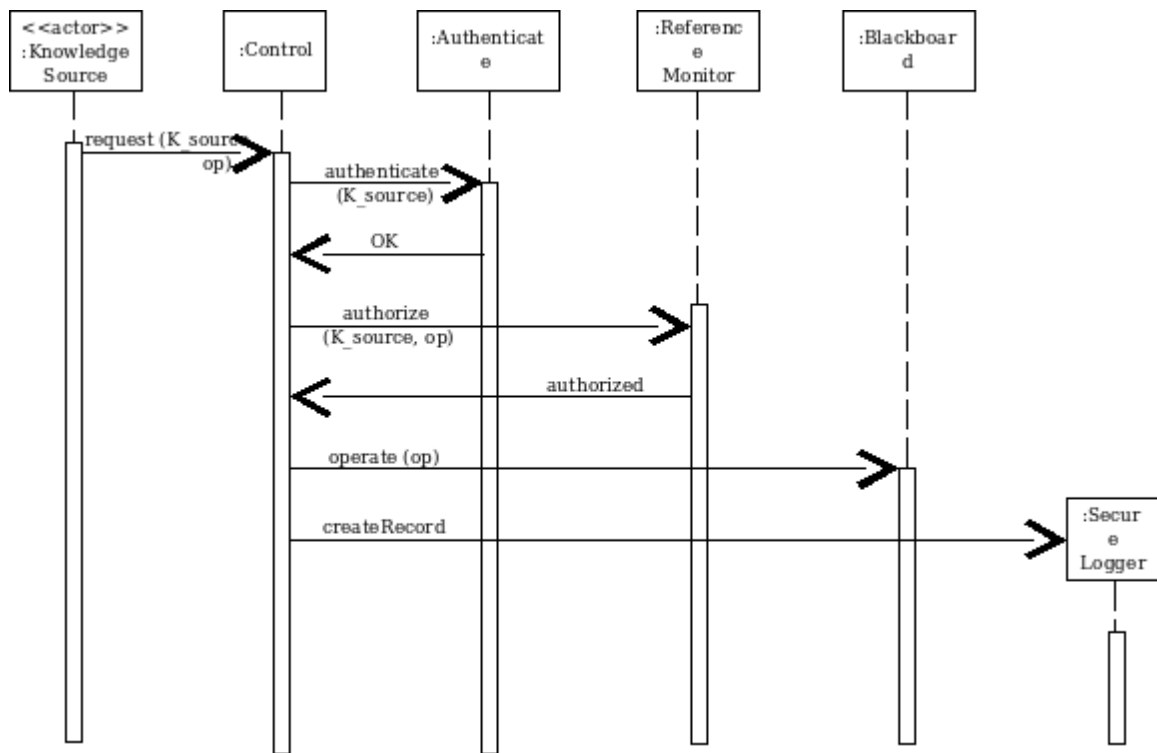 <<actor>>
:Knowledge
Source
:Control
:Authenticat
e
:Referenc
e
Monitor
:Blackboar
d
request (K_source,
op)
authenticate
(K_source)
OK
authorize
(K_source, op)
authorized
operate (op)
createRecord
:Secur
e
Logger